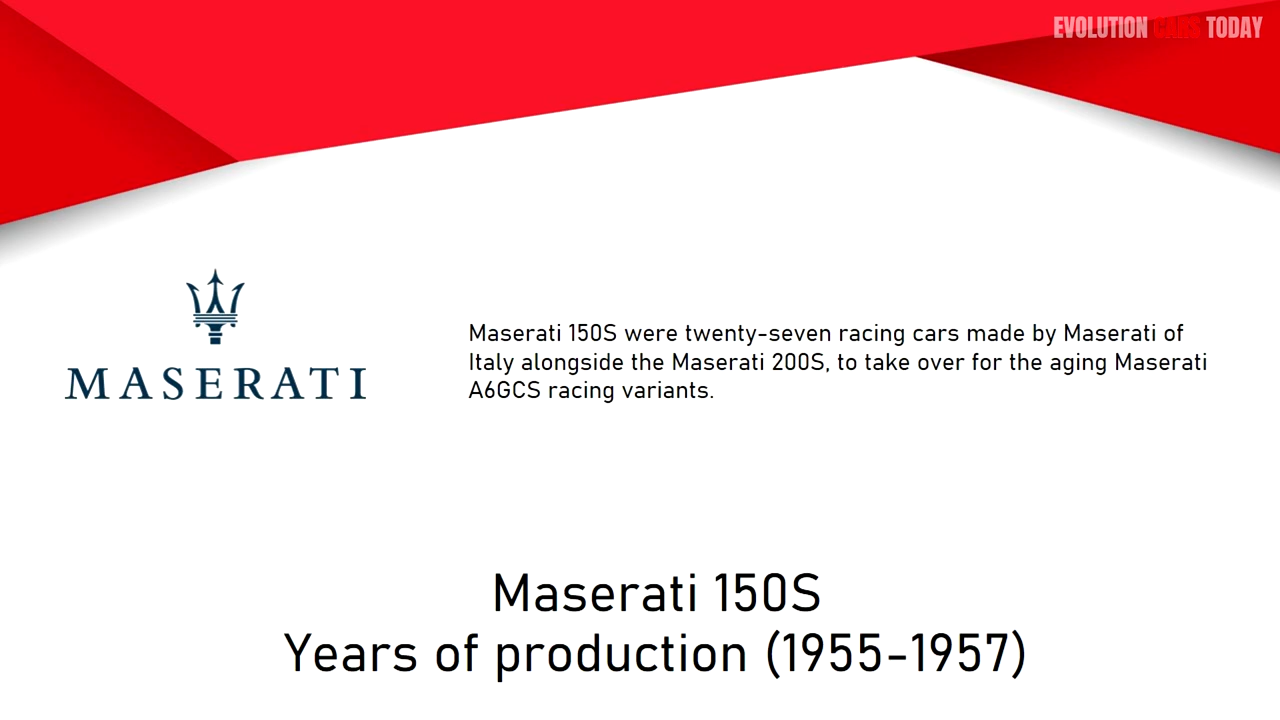 EVOLUTION CARS TODAY
MASERATI
Maserati 150S were twenty-seven racing cars made by Maserati of
Italy alongside the Maserati 200S, to take over for the aging Maserati
A6GCS racing variants.
Maserati 150S
Years of production (1955-1957)